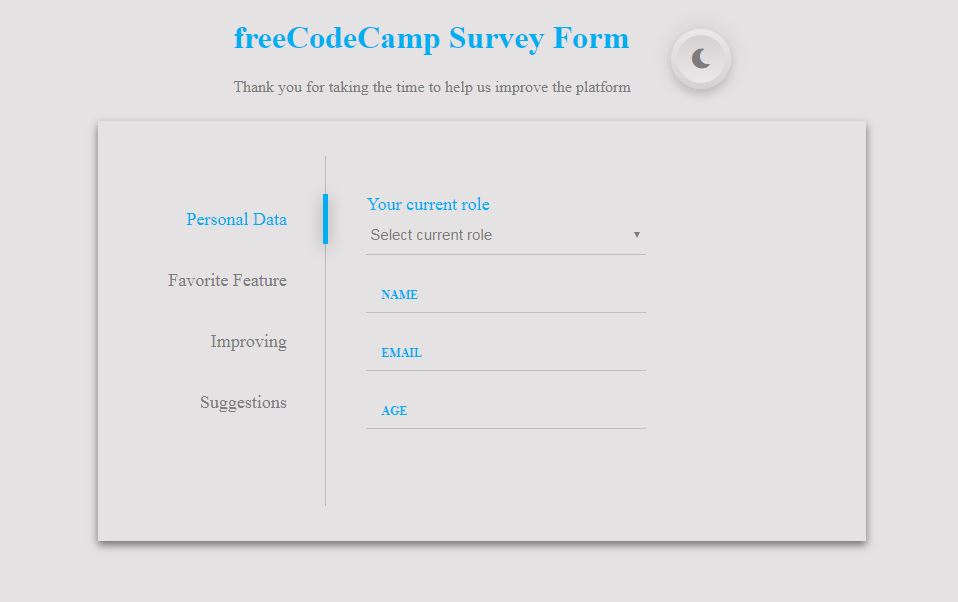 freeCodeCamp Survey Form
Thank you for taking the time to help us improve the platform
Personal Data
Favorite Feature
Improving
Suggestions
Your current role
Select current role
NAME
EMAIL
AGE